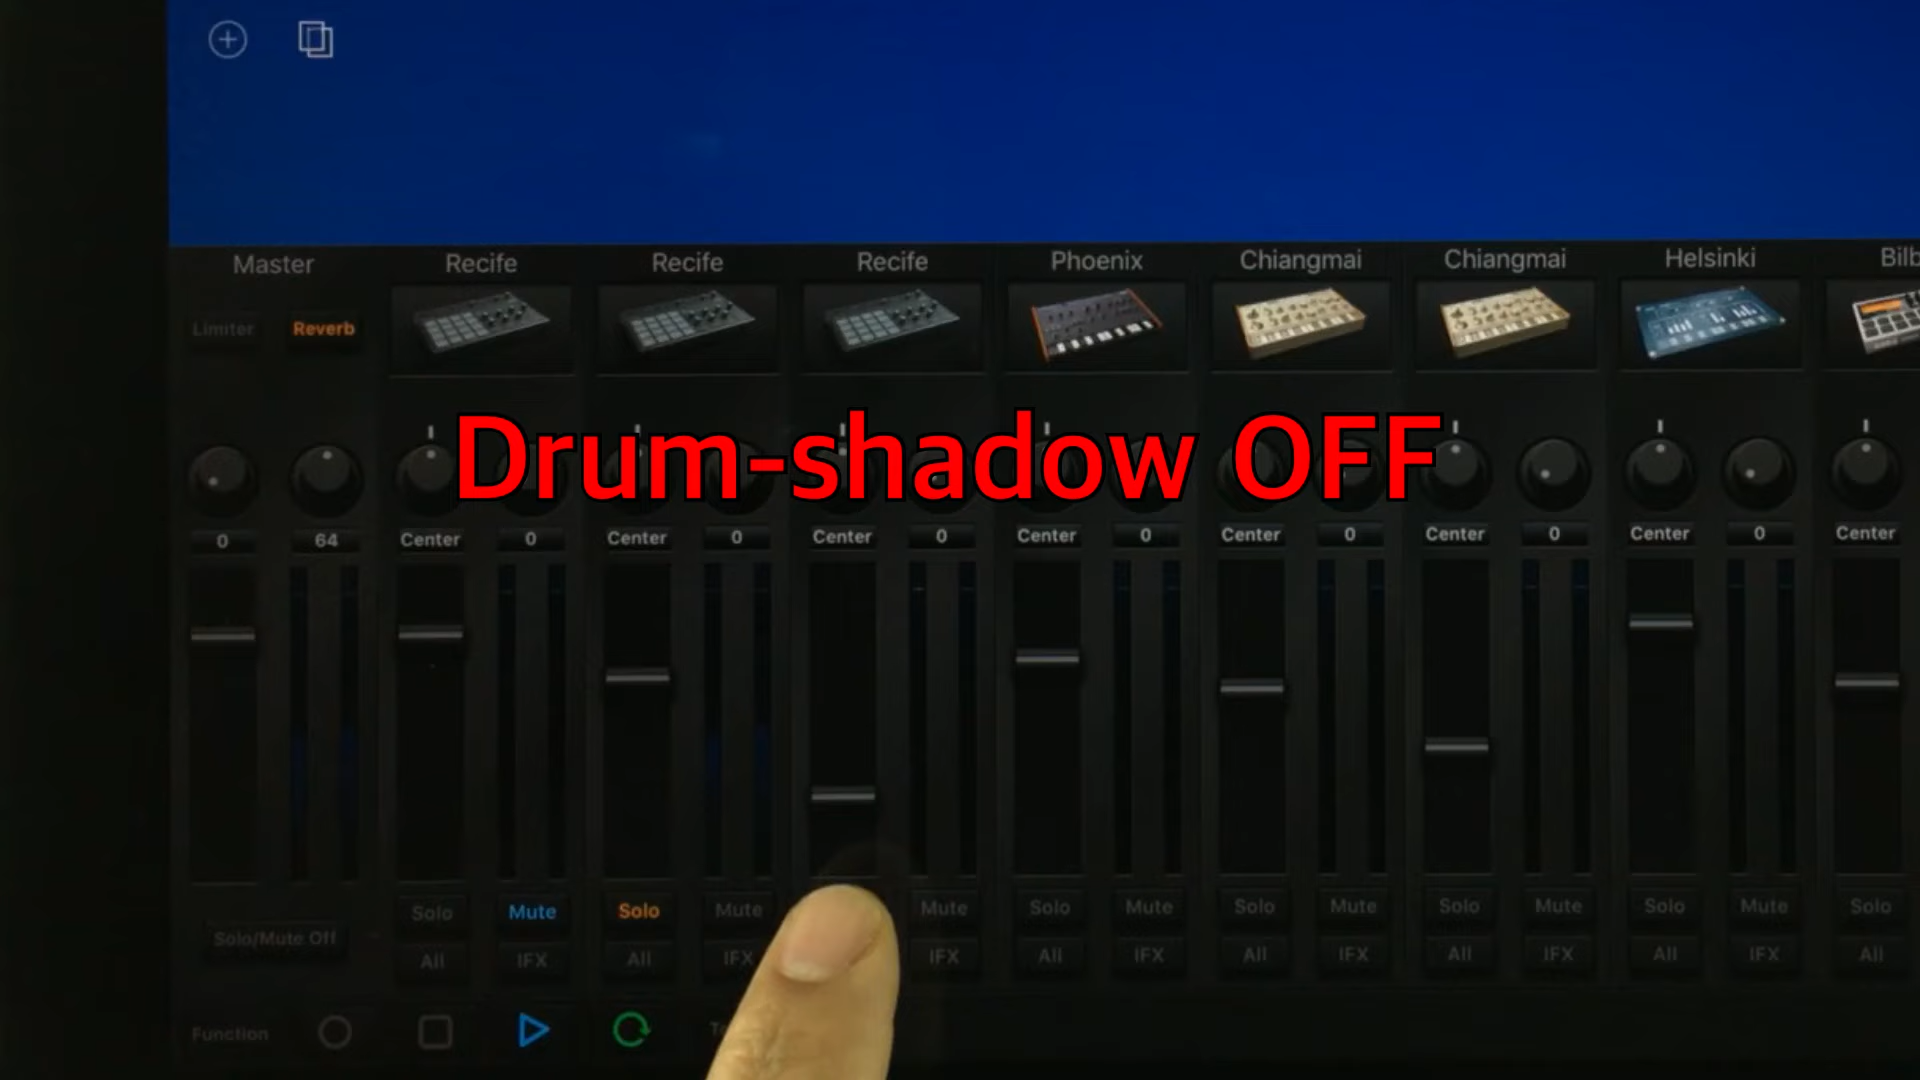 Master Recife Recife Recife Phoenix Chiangmai Chiangmai Helsinki Bilb
Limiter Reverb
Drum-shadow OFF
0 64 Center 0 Center 0 Center 0 Center 0 Center 0 Center 0 Center 0 Center
Solo Mute Solo Mute Mute Solo Mute Solo Mute Solo Mute Solo Mute Solo
Solo/Mute Off
All IFX All IFX IFX All IFX All IFX All IFX All IFX All
Function